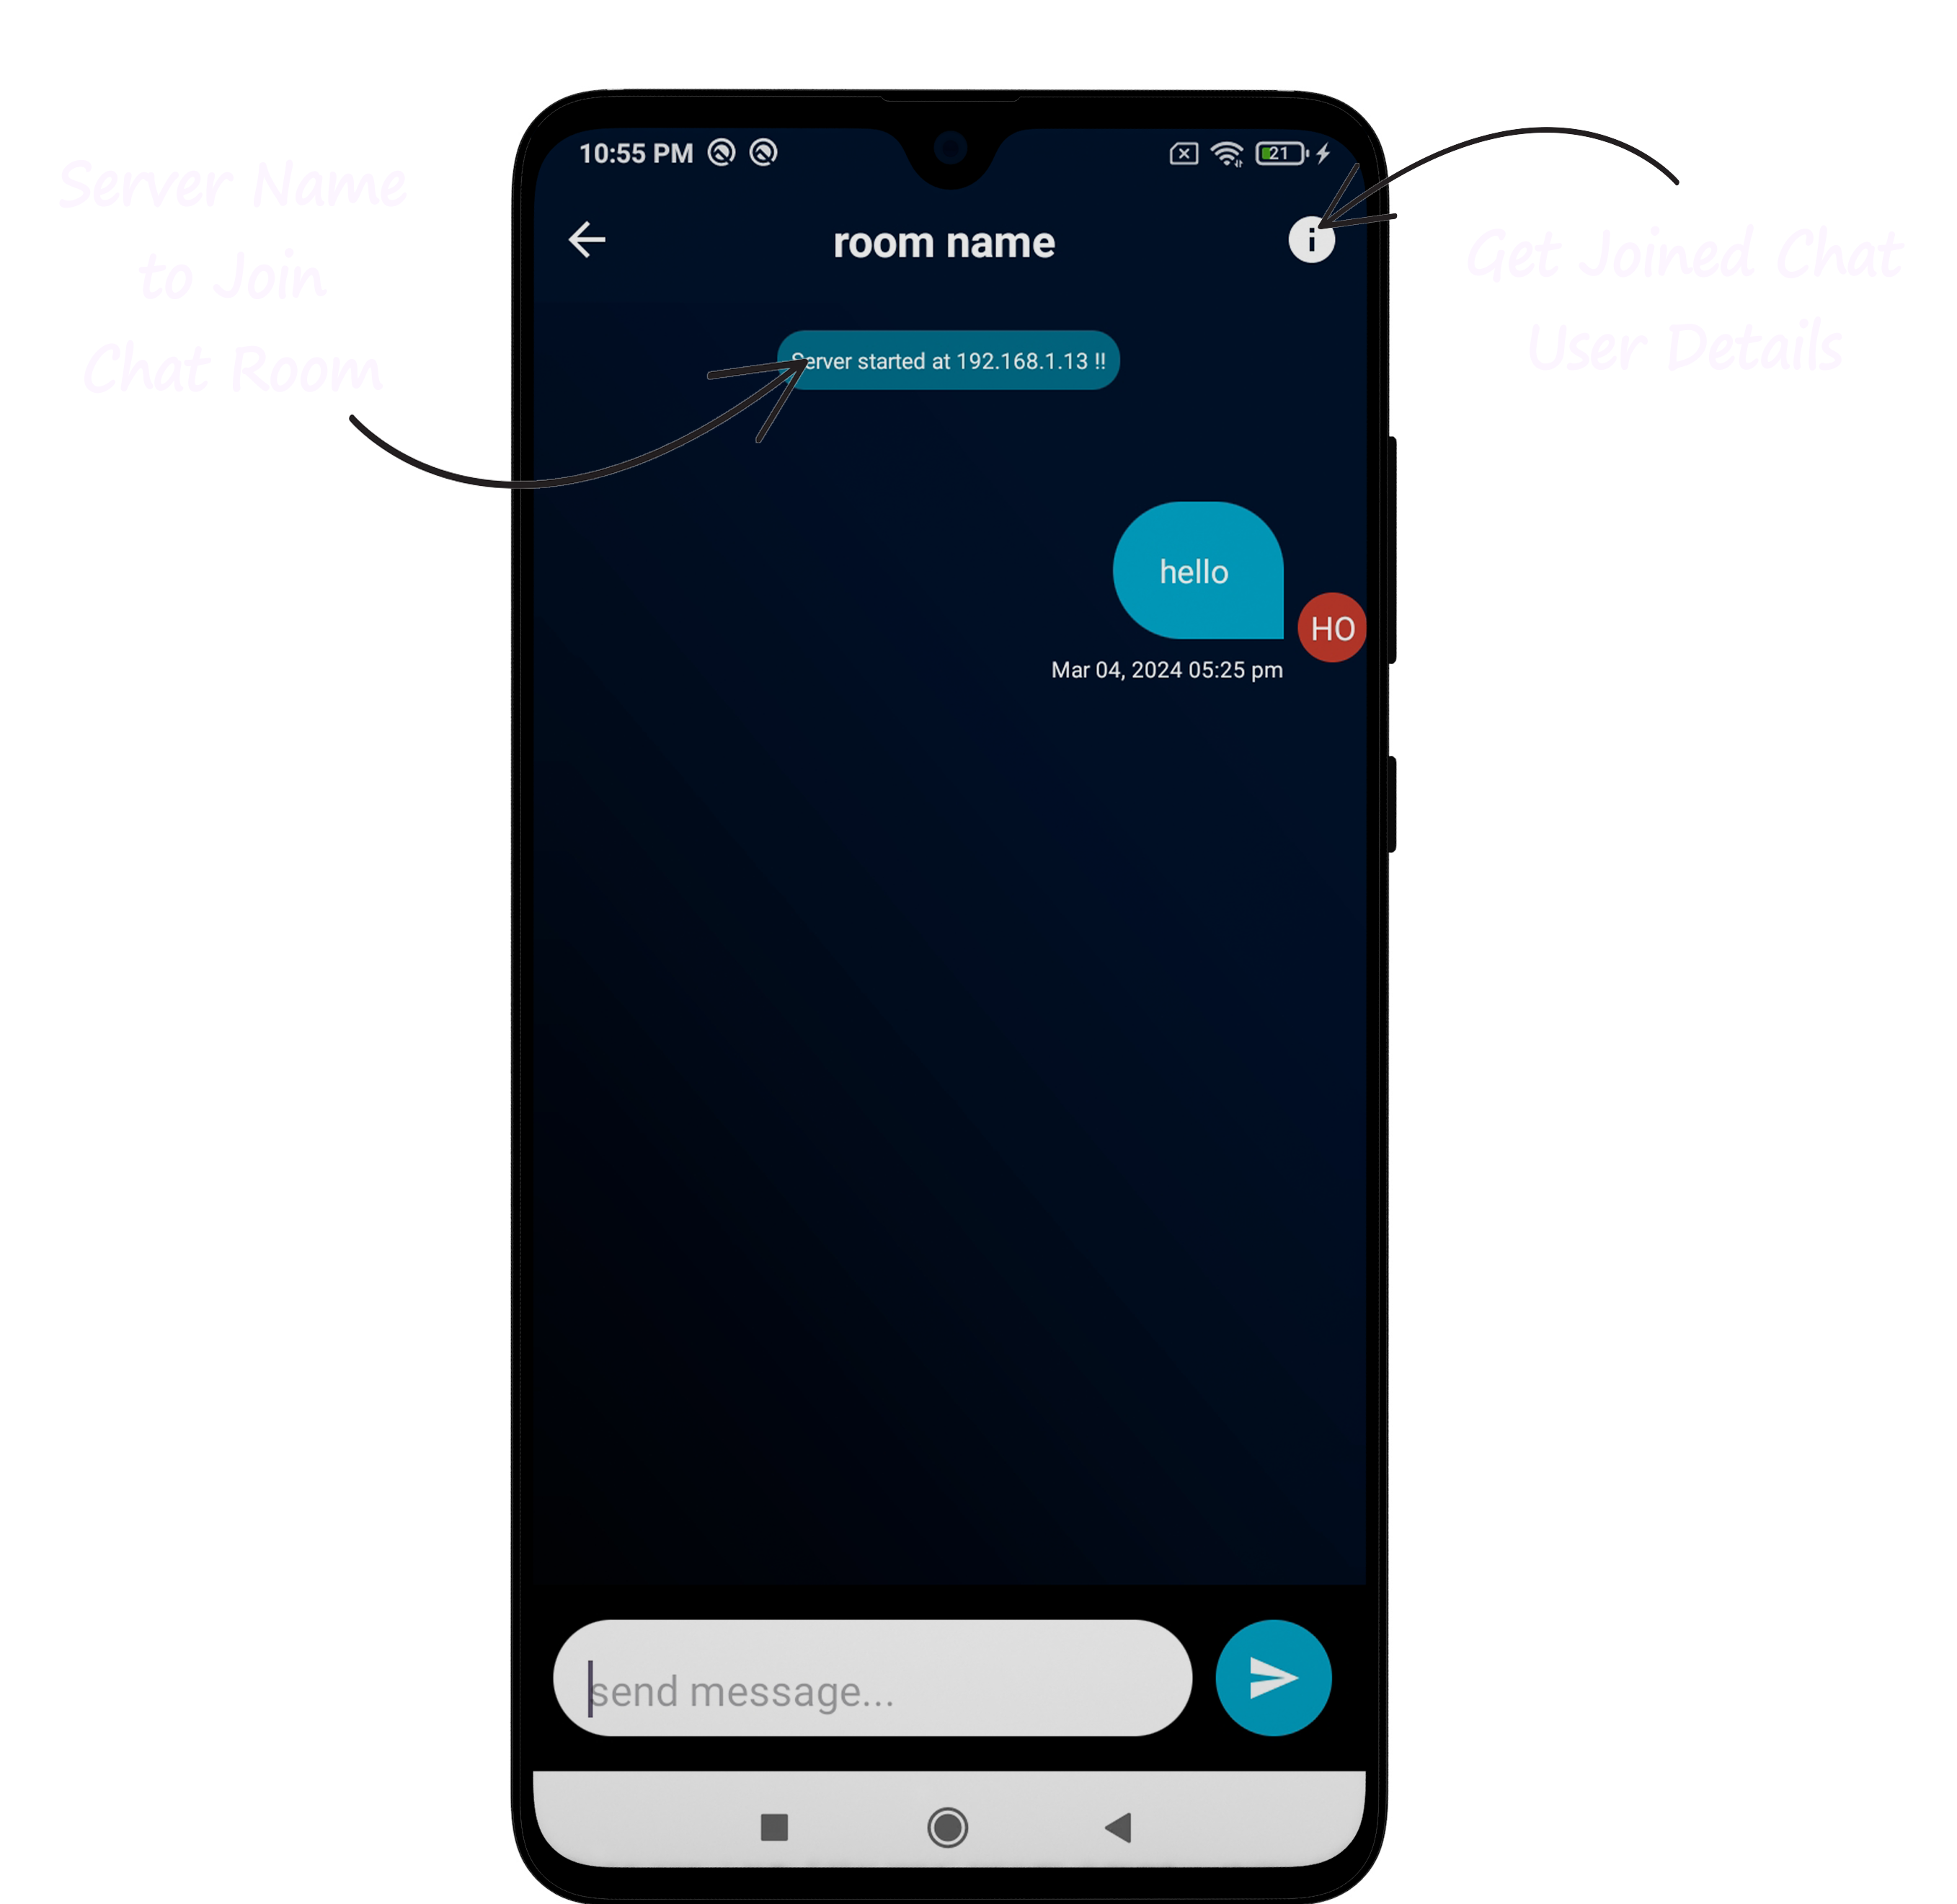 10:55 PM
21
Server Name
to Join
Chat Room
room name
i
Get Joined Chat
User Details
Server started at 192.168.1.13 !!
hello
HO
Mar 04, 2024 05:25 pm
send message...